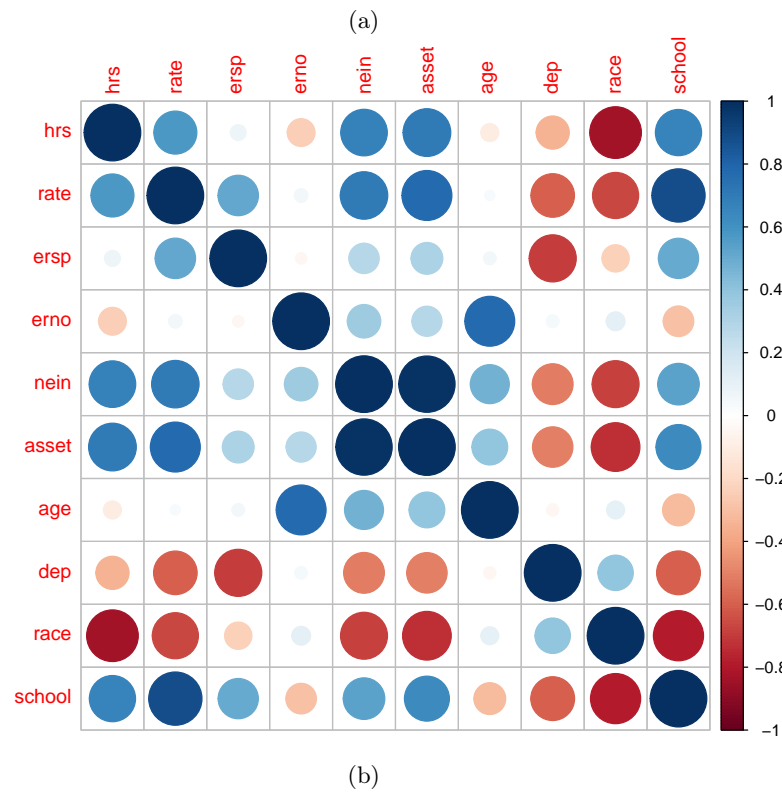 (a)
hrs rate ersp erno nein asset age dep race school
hrs
rate
ersp
erno
nein
asset
age
dep
race
school
1
0.8
0.6
0.4
0.2
0
−0.2
−0.4
−0.6
−0.8
−1
(b)